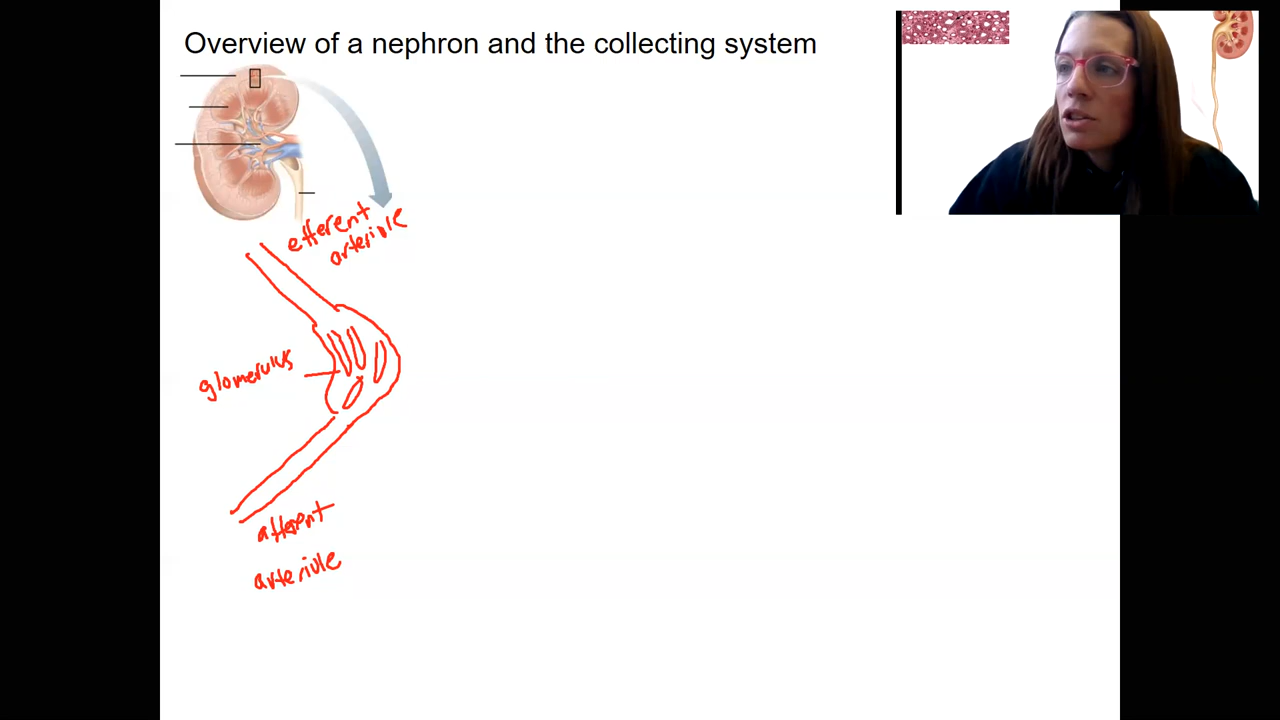 Overview of a nephron and the collecting system
efferent
arteriole
glomerulus
afferent
arteriole